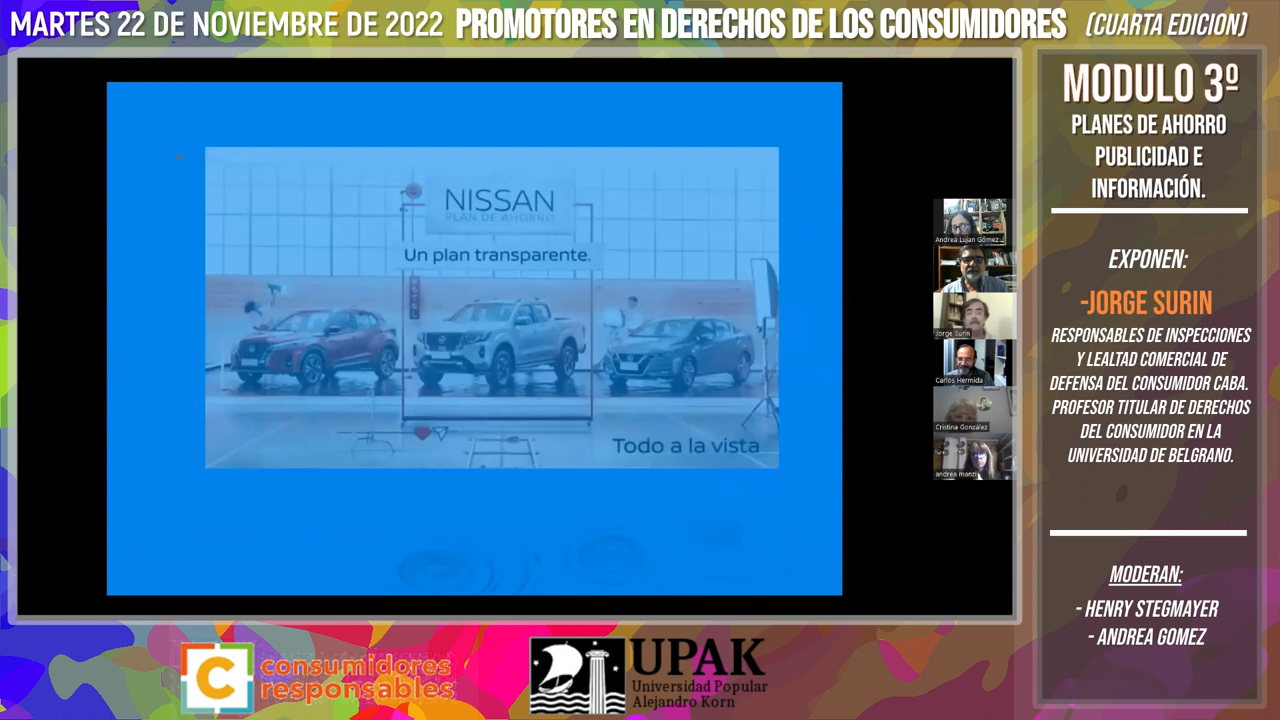 MARTES 22 DE NOVIEMBRE DE 2022 PROMOTORES EN DERECHOS DE LOS CONSUMIDORES (CUARTA EDICION)
NISSAN
PLAN DE AHORRO
Un plan transparente.
Todo a la vista
Andrea Lujan Gómez...
Jorge Surin
Carlos Hermida
Cristina González
andrea manzi
MODULO 3º
PLANES DE AHORRO
PUBLICIDAD E
INFORMACIÓN.
EXPONEN:
-JORGE SURIN
RESPONSABLES DE INSPECCIONES
Y LEALTAD COMERCIAL DE
DEFENSA DEL CONSUMIDOR CABA.
PROFESOR TITULAR DE DERECHOS
DEL CONSUMIDOR EN LA
UNIVERSIDAD DE BELGRANO.
MODERAN:
- HENRY STEGMAYER
- ANDREA GOMEZ
C
consumidores
responsables
UPAK
Universidad Popular
Alejandro Korn